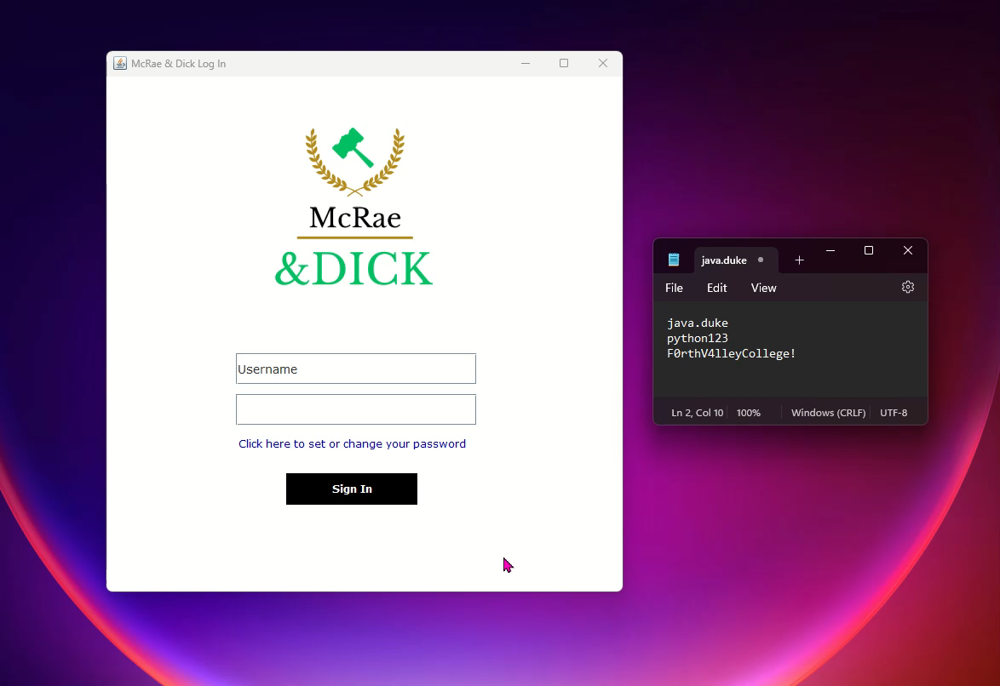 McRae & Dick Log In
McRae
&DICK
Username
Click here to set or change your password
Sign In
java.duke
File Edit View
java.duke
python123
F0rthV4lleyCollege!
Ln 2, Col 10 100% Windows (CRLF) UTF-8